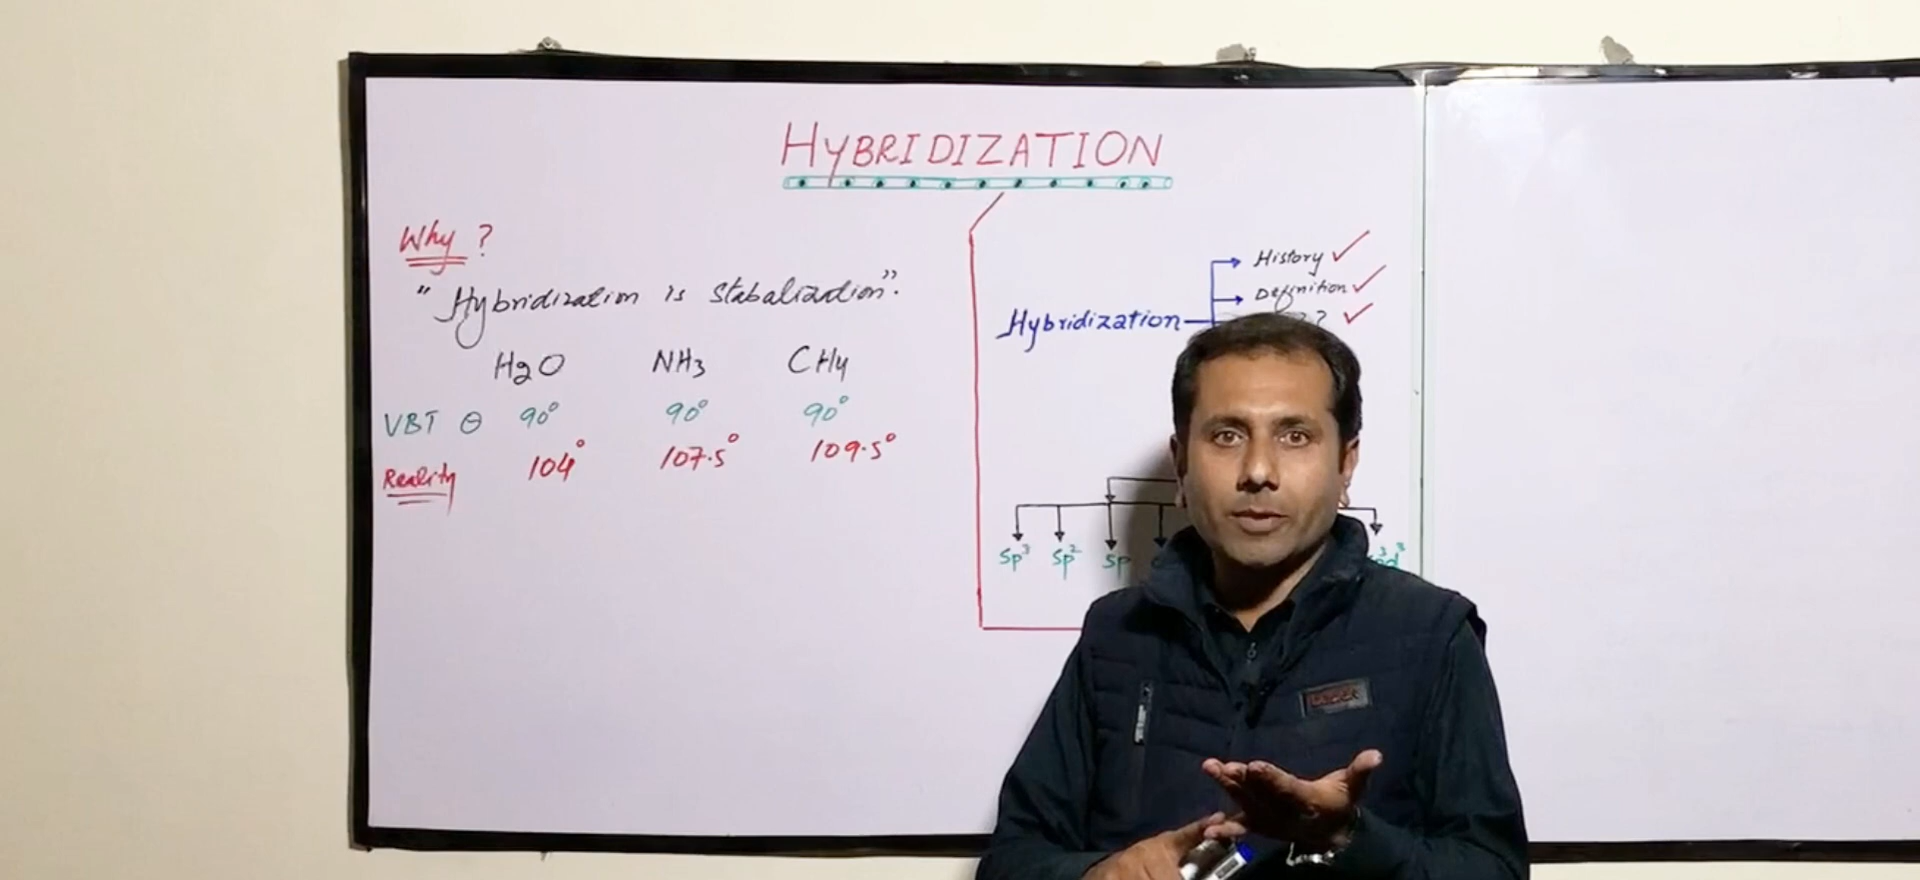 HYBRIDIZATION
Why ?
"Hybridization is Stabalization".
H2O NH3 CH4
VBT θ 90° 90° 90°
Reality 104° 107.5° 109.5°
Hybridization
History ✓
Definition ✓
? ✓
sp³ sp² sp